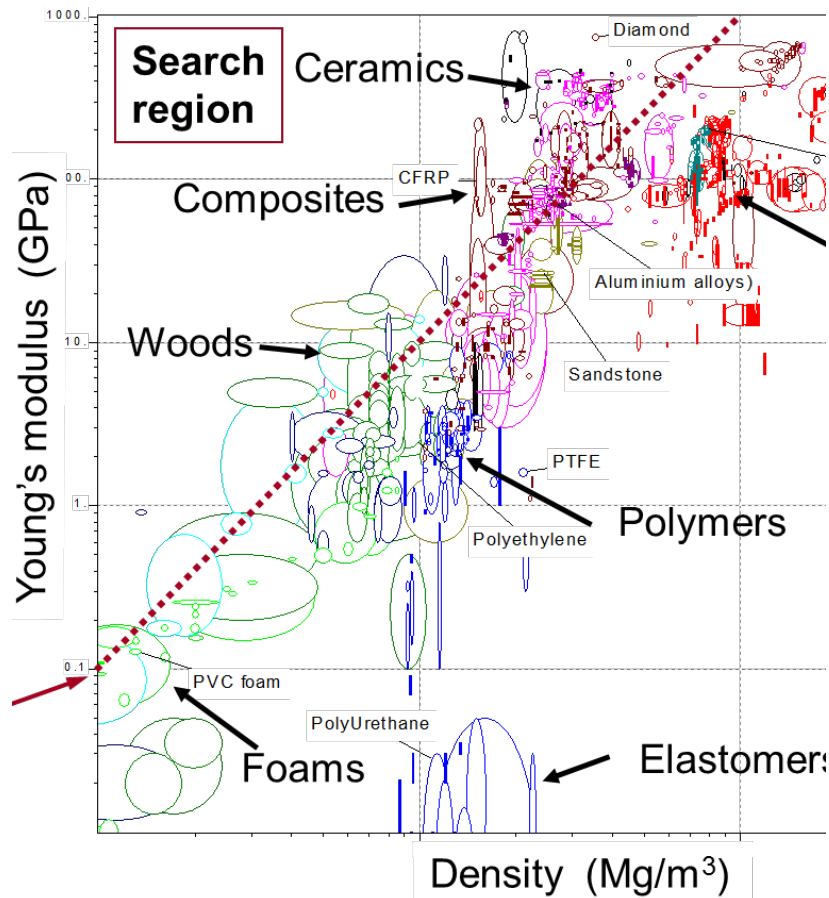 1000.
Diamond
Search
region
Ceramics
00.
CFRP
Composites
Aluminium alloys)
10.
Woods
Sandstone
PTFE
1.
Polymers
Polyethylene
0.1
PVC foam
PolyUrethane
Foams
Elastomers
Young's modulus (GPa)
Density (Mg/m³)